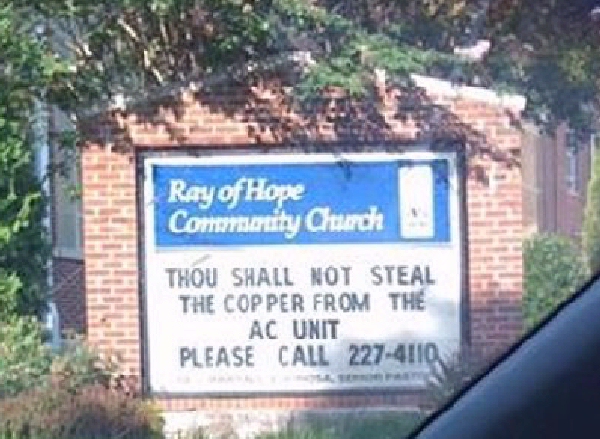 Ray of Hope
Community Church
THOU SHALL NOT STEAL
THE COPPER FROM THE
AC UNIT
PLEASE CALL 227-4110